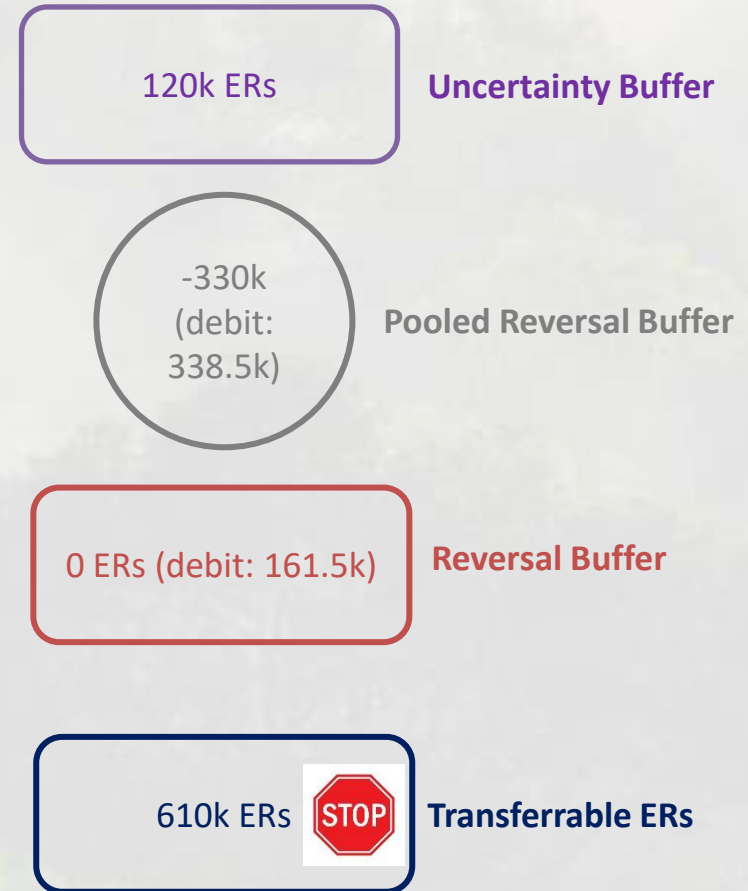 120k ERs
Uncertainty Buffer
-330k
(debit:
338.5k)
Pooled Reversal Buffer
0 ERs (debit: 161.5k)
Reversal Buffer
610k ERs
STOP
Transferrable ERs